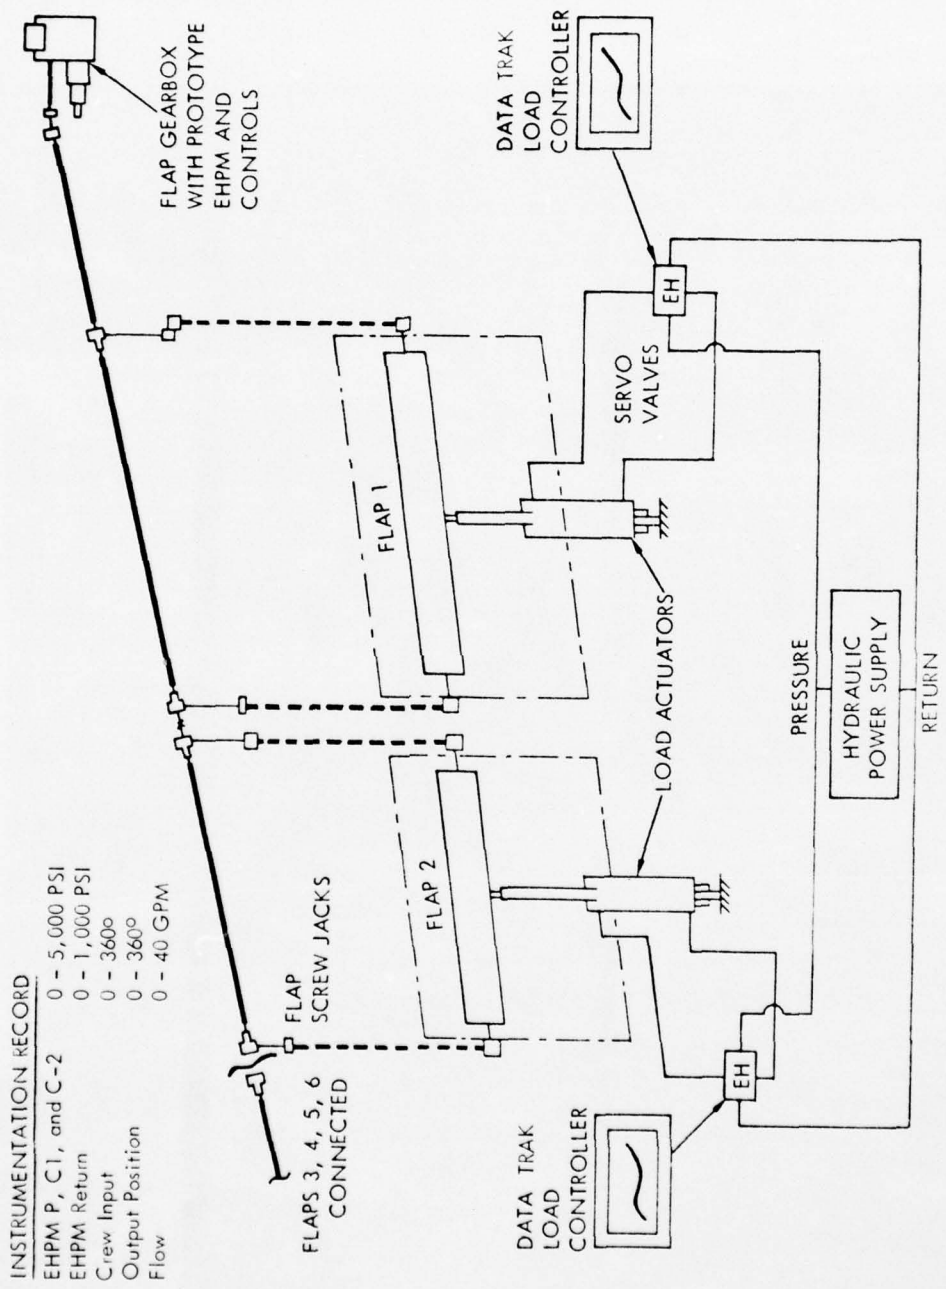 INSTRUMENTATION RECORD
EHPM P, C1, and C-2 0 - 5,000 PSI
EHPM Return 0 - 1,000 PSI
Crew Input 0 - 360°
Output Position 0 - 360°
Flow 0 - 40 GPM
FLAP GEARBOX
WITH PROTOTYPE
EHPM AND
CONTROLS
FLAP
SCREW JACKS
FLAPS 3, 4, 5, 6
CONNECTED
FLAP 2
FLAP 1
DATA TRAK
LOAD
CONTROLLER
DATA TRAK
LOAD
CONTROLLER
EH
EH
SERVO
VALVES
LOAD ACTUATORS
PRESSURE
HYDRAULIC
POWER SUPPLY
RETURN